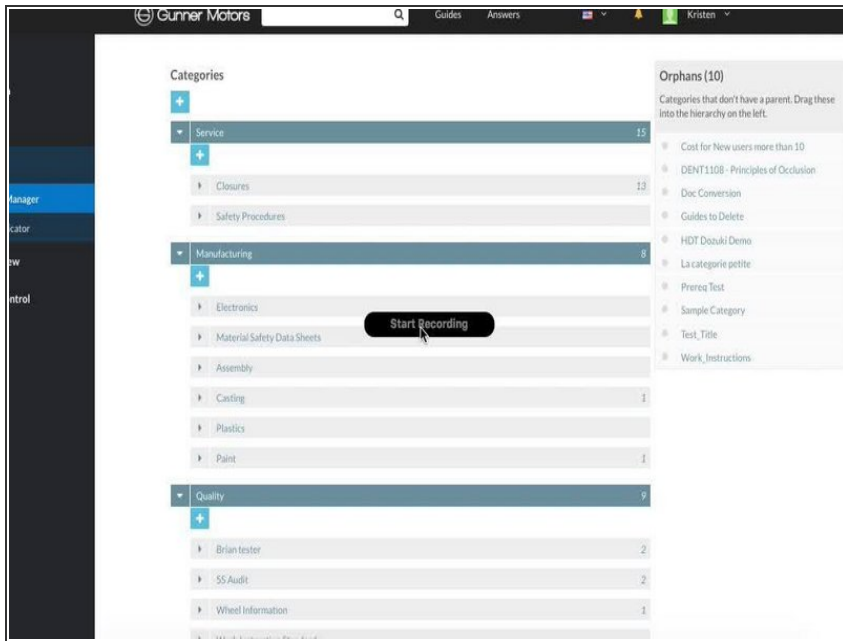 Gunner Motors
Guides
Answers
Kristen
Manager
cator
ew
ntrol
Categories
Service 15
Closures 13
Safety Procedures
Manufacturing 8
Electronics
Material Safety Data Sheets
Assembly
Casting 1
Plastics
Paint 1
Quality 9
Brian tester 2
5S Audit 2
Wheel Information 1
Start Recording
Orphans (10)
Categories that don't have a parent. Drag these
into the hierarchy on the left.
Cost for New users more than 10
DENT1108 - Principles of Occlusion
Doc Conversion
Guides to Delete
HDT Dozuki Demo
La categorie petite
Prereq Test
Sample Category
Test_Title
Work_Instructions